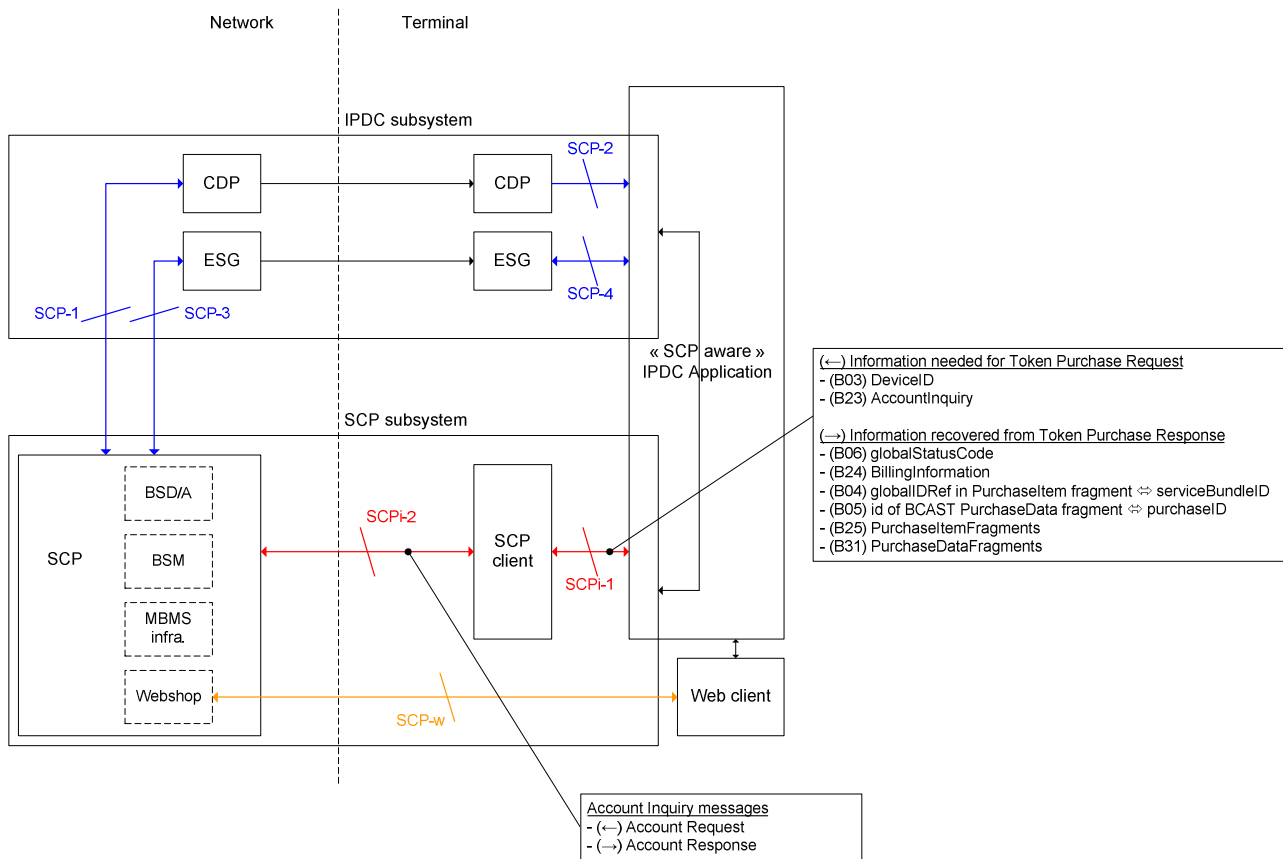 Network
Terminal
IPDC subsystem
CDP
CDP
SCP-2
ESG
ESG
SCP-4
SCP-1
SCP-3
« SCP aware »
IPDC Application
(←) Information needed for Token Purchase Request
- (B03) DeviceID
- (B23) AccountInquiry
(→) Information recovered from Token Purchase Response
- (B06) globalStatusCode
- (B24) BillingInformation
- (B04) globalIDRef in PurchaseItem fragment ⇔ serviceBundleID
- (B05) id of BCAST PurchaseData fragment ⇔ purchaseID
- (B25) PurchaseItemFragments
- (B31) PurchaseDataFragments
SCP subsystem
BSD/A
SCP
BSM
MBMS
infra.
Webshop
SCPi-2
SCP
client
SCPi-1
Web client
SCP-w
Account Inquiry messages
- (←) Account Request
- (→) Account Response